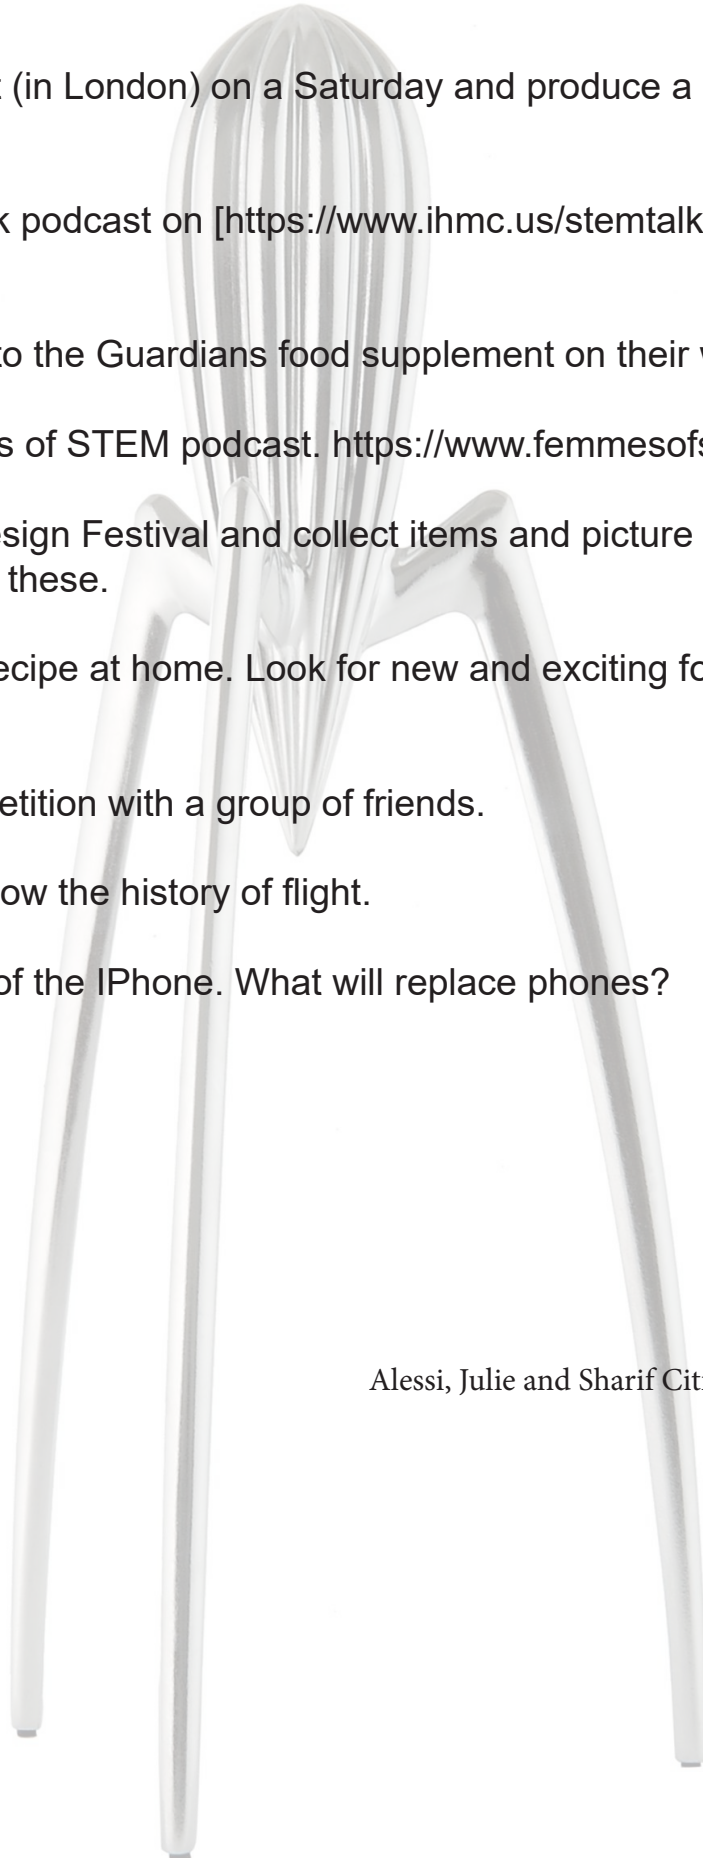 (in London) on a Saturday and produce a
k podcast on [https://www.ihmc.us/stemtalk
to the Guardians food supplement on their
s of STEM podcast. https://www.femmesofs
esign Festival and collect items and picture
these.
ecipe at home. Look for new and exciting fo
etition with a group of friends.
ow the history of flight.
of the IPhone. What will replace phones?
Alessi, Julie and Sharif Cit